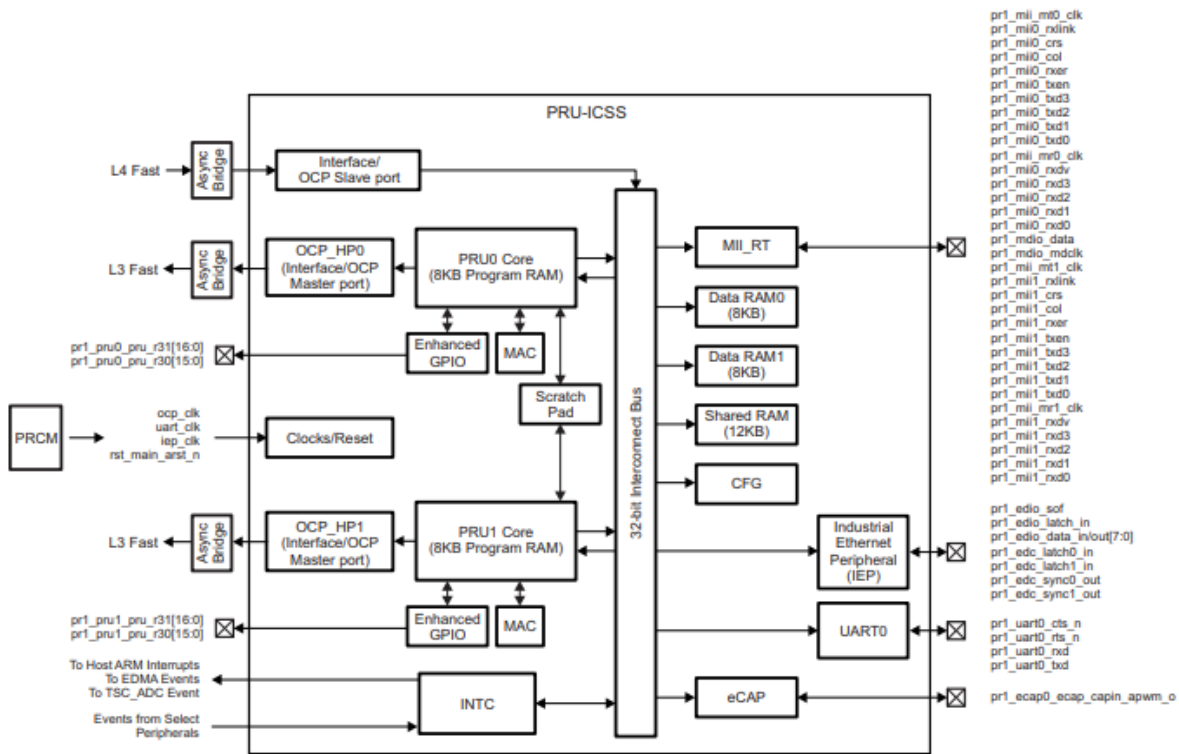 PRU-ICSS
L4 Fast
Async
Bridge
Interface/
OCP Slave port
L3 Fast
Async
Bridge
OCP_HP0
(Interface/OCP
Master port)
PRU0 Core
(8KB Program RAM)
pr1_pru0_pru_r31[16:0]
pr1_pru0_pru_r30[15:0]
Enhanced
GPIO
MAC
Scratch
Pad
PRCM
ocp_clk
uart_clk
iep_clk
rst_main_arst_n
Clocks/Reset
L3 Fast
Async
Bridge
OCP_HP1
(Interface/OCP
Master port)
PRU1 Core
(8KB Program RAM)
pr1_pru1_pru_r31[16:0]
pr1_pru1_pru_r30[15:0]
Enhanced
GPIO
MAC
To Host ARM Interrupts
To EDMA Events
To TSC_ADC Event
Events from Select
Peripherals
INTC
32-bit Interconnect Bus
MII_RT
Data RAM0
(8KB)
Data RAM1
(8KB)
Shared RAM
(12KB)
CFG
Industrial
Ethernet
Peripheral
(IEP)
UART0
eCAP
pr1_mii_mt0_clk
pr1_mii0_rxlink
pr1_mii0_crs
pr1_mii0_col
pr1_mii0_rxer
pr1_mii0_txen
pr1_mii0_txd3
pr1_mii0_txd2
pr1_mii0_txd1
pr1_mii0_txd0
pr1_mii_mr0_clk
pr1_mii0_rxdv
pr1_mii0_rxd3
pr1_mii0_rxd2
pr1_mii0_rxd1
pr1_mii0_rxd0
pr1_mdio_data
pr1_mdio_mdclk
pr1_mii_mt1_clk
pr1_mii1_rxlink
pr1_mii1_crs
pr1_mii1_col
pr1_mii1_rxer
pr1_mii1_txen
pr1_mii1_txd3
pr1_mii1_txd2
pr1_mii1_txd1
pr1_mii1_txd0
pr1_mii_mr1_clk
pr1_mii1_rxdv
pr1_mii1_rxd3
pr1_mii1_rxd2
pr1_mii1_rxd1
pr1_mii1_rxd0
pr1_edio_sof
pr1_edio_latch_in
pr1_edio_data_in/out[7:0]
pr1_edc_latch0_in
pr1_edc_latch1_in
pr1_edc_sync0_out
pr1_edc_sync1_out
pr1_uart0_cts_n
pr1_uart0_rts_n
pr1_uart0_rxd
pr1_uart0_txd
pr1_ecap0_ecap_capin_apwm_o